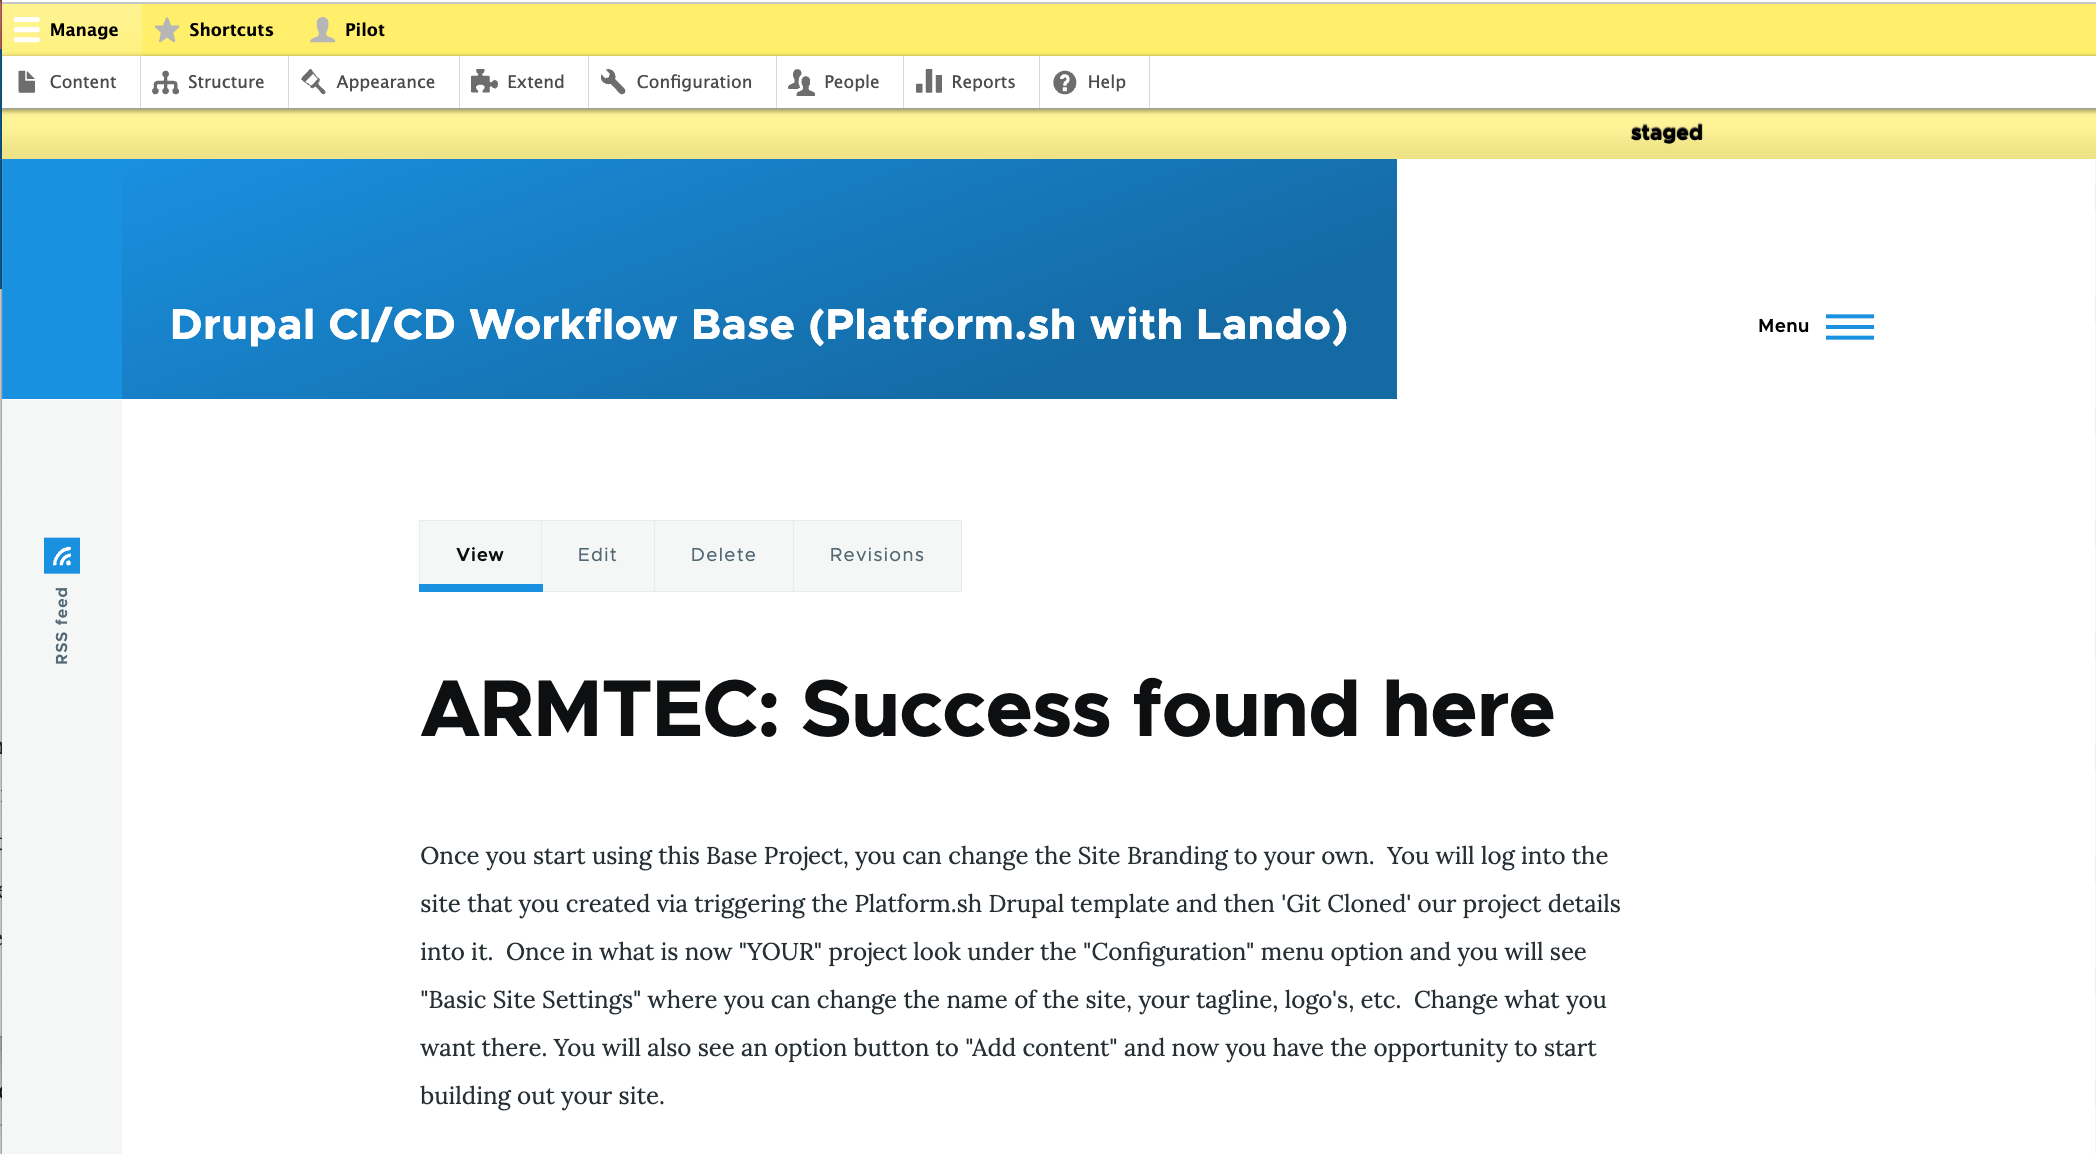 Manage Shortcuts Pilot
Content Structure Appearance Extend Configuration People Reports Help
staged
Drupal CI/CD Workflow Base (Platform.sh with Lando)
Menu
View Edit Delete Revisions
RSS feed
ARMTEC: Success found here
Once you start using this Base Project, you can change the Site Branding to your own.  You will log into the
site that you created via triggering the Platform.sh Drupal template and then 'Git Cloned' our project details
into it.  Once in what is now "YOUR" project look under the "Configuration" menu option and you will see
"Basic Site Settings" where you can change the name of the site, your tagline, logo's, etc.  Change what you
want there. You will also see an option button to "Add content" and now you have the opportunity to start
building out your site.